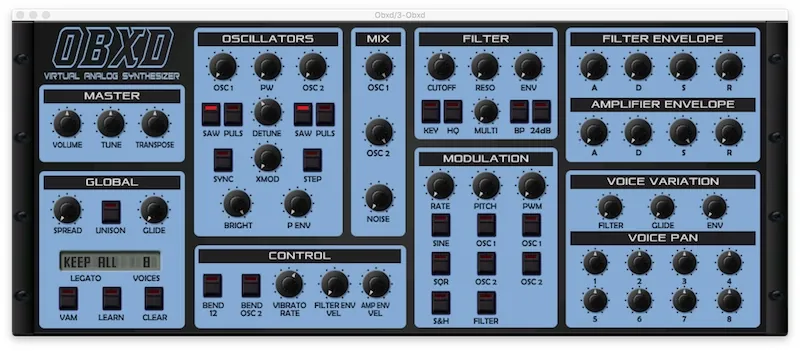 Obxd/3-Obxd
OBXD
VIRTUAL ANALOG SYNTHESIZER
MASTER
VOLUME TUNE TRANSPOSE
GLOBAL
SPREAD UNISON GLIDE
KEEP ALL 8
LEGATO VOICES
VAM LEARN CLEAR
OSCILLATORS
OSC 1 PW OSC 2
SAW PULS DETUNE SAW PULS
SYNC XMOD STEP
BRIGHT P ENV
MIX
OSC 1
OSC 2
NOISE
CONTROL
BEND BEND VIBRATO FILTER ENV AMP ENV
12 OSC 2 RATE VEL VEL
FILTER
CUTOFF RESO ENV
KEY HQ MULTI BP 24dB
MODULATION
RATE PITCH PWM
SINE OSC 1 OSC 1
SQR OSC 2 OSC 2
S&H FILTER
FILTER ENVELOPE
A D S R
AMPLIFIER ENVELOPE
A D S R
VOICE VARIATION
FILTER GLIDE ENV
VOICE PAN
1 2 3 4
5 6 7 8